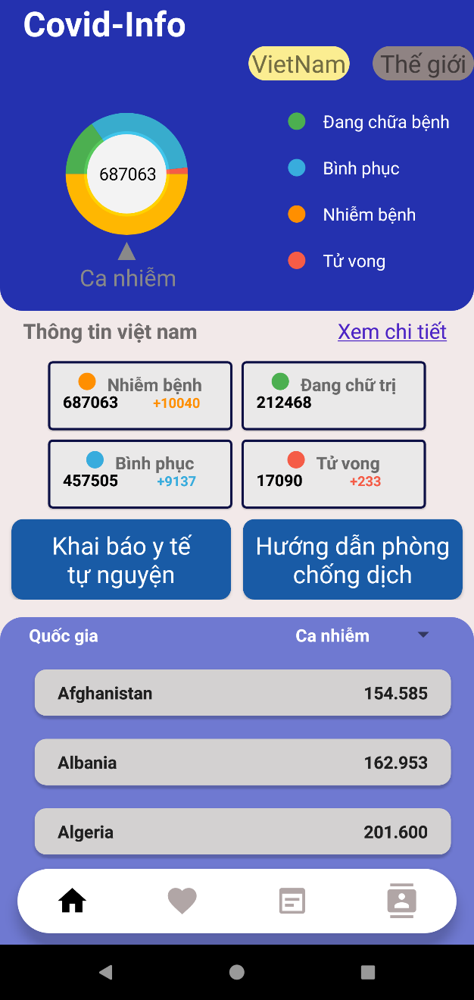 Covid-Info
VietNam
Thế giới
687063
Đang chữa bệnh
Bình phục
Nhiễm bệnh
Tử vong
Ca nhiễm
Thông tin việt nam
Xem chi tiết
Nhiễm bệnh
687063 +10040
Đang chữ trị
212468
Bình phục
457505 +9137
Tử vong
17090 +233
Khai báo y tế
tự nguyện
Hướng dẫn phòng
chống dịch
Quốc gia
Ca nhiễm
Afghanistan 154.585
Albania 162.953
Algeria 201.600